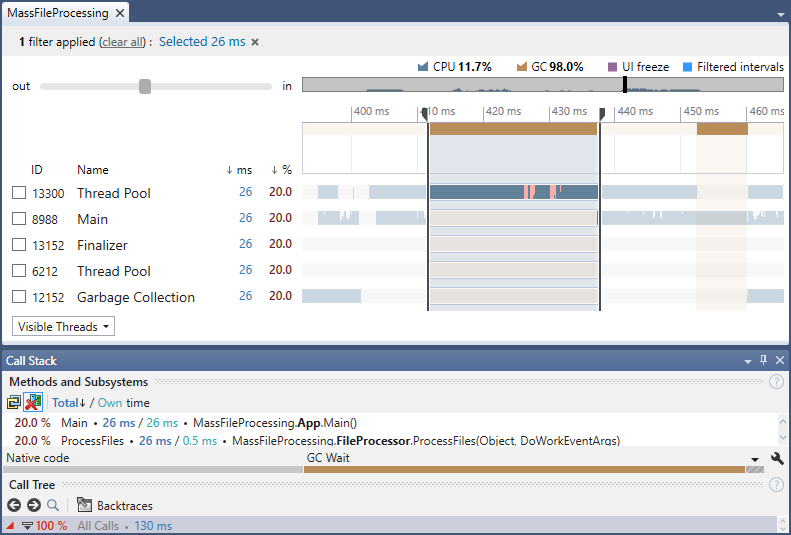 MassFileProcessing
1 filter applied (clear all) : Selected 26 ms
CPU 11.7% GC 98.0% UI freeze Filtered intervals
out in
400 ms 410 ms 420 ms 430 ms 440 ms 450 ms 460 ms
ID Name ↓ ms ↓ %
13300 Thread Pool 26 20.0
8988 Main 26 20.0
13152 Finalizer 26 20.0
6212 Thread Pool 26 20.0
12152 Garbage Collection 26 20.0
Visible Threads
Call Stack
Methods and Subsystems
Total↓ / Own time
20.0 % Main • 26 ms / 26 ms • MassFileProcessing.App.Main()
20.0 % ProcessFiles • 26 ms / 0.5 ms • MassFileProcessing.FileProcessor.ProcessFiles(Object, DoWorkEventArgs)
Native code GC Wait
Call Tree
Backtraces
100 % All Calls • 130 ms